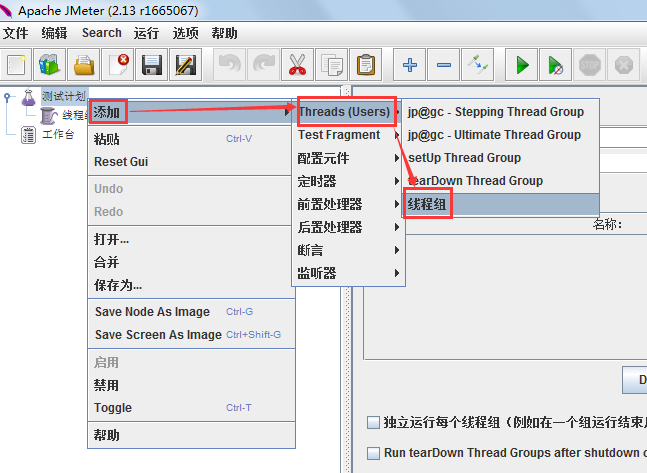 Apache JMeter (2.13 r1665067)
文件 编辑 Search 运行 选项 帮助
STOP
测试计划
线程
工作台
添加
粘贴 Ctrl-V
Reset Gui
Undo
Redo
打开...
合并
保存为...
Save Node As Image Ctrl-G
Save Screen As Image Ctrl+Shift-G
启用
禁用
Toggle Ctrl-T
帮助
Threads (Users)
Test Fragment
配置元件
定时器
前置处理器
后置处理器
断言
监听器
jp@gc - Stepping Thread Group
jp@gc - Ultimate Thread Group
setUp Thread Group
tearDown Thread Group
线程组
名称:
D
独立运行每个线程组（例如在一个组运行结束
Run tearDown Thread Groups after shutdown o